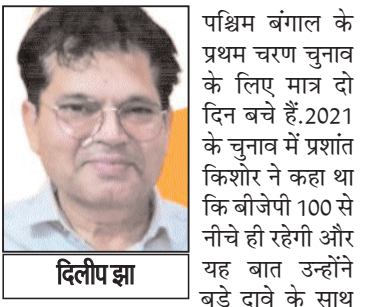 पश्चिम बंगाल के
प्रथम चरण चुनाव
के लिए मात्र दो
दिन बचे हैं.2021
के चुनाव में प्रशांत
किशोर ने कहा था
कि बीजेपी 100 से
नीचे ही रहेगी और
यह बात उन्होंने
बड़े दावे के साथ
दिलीप झा